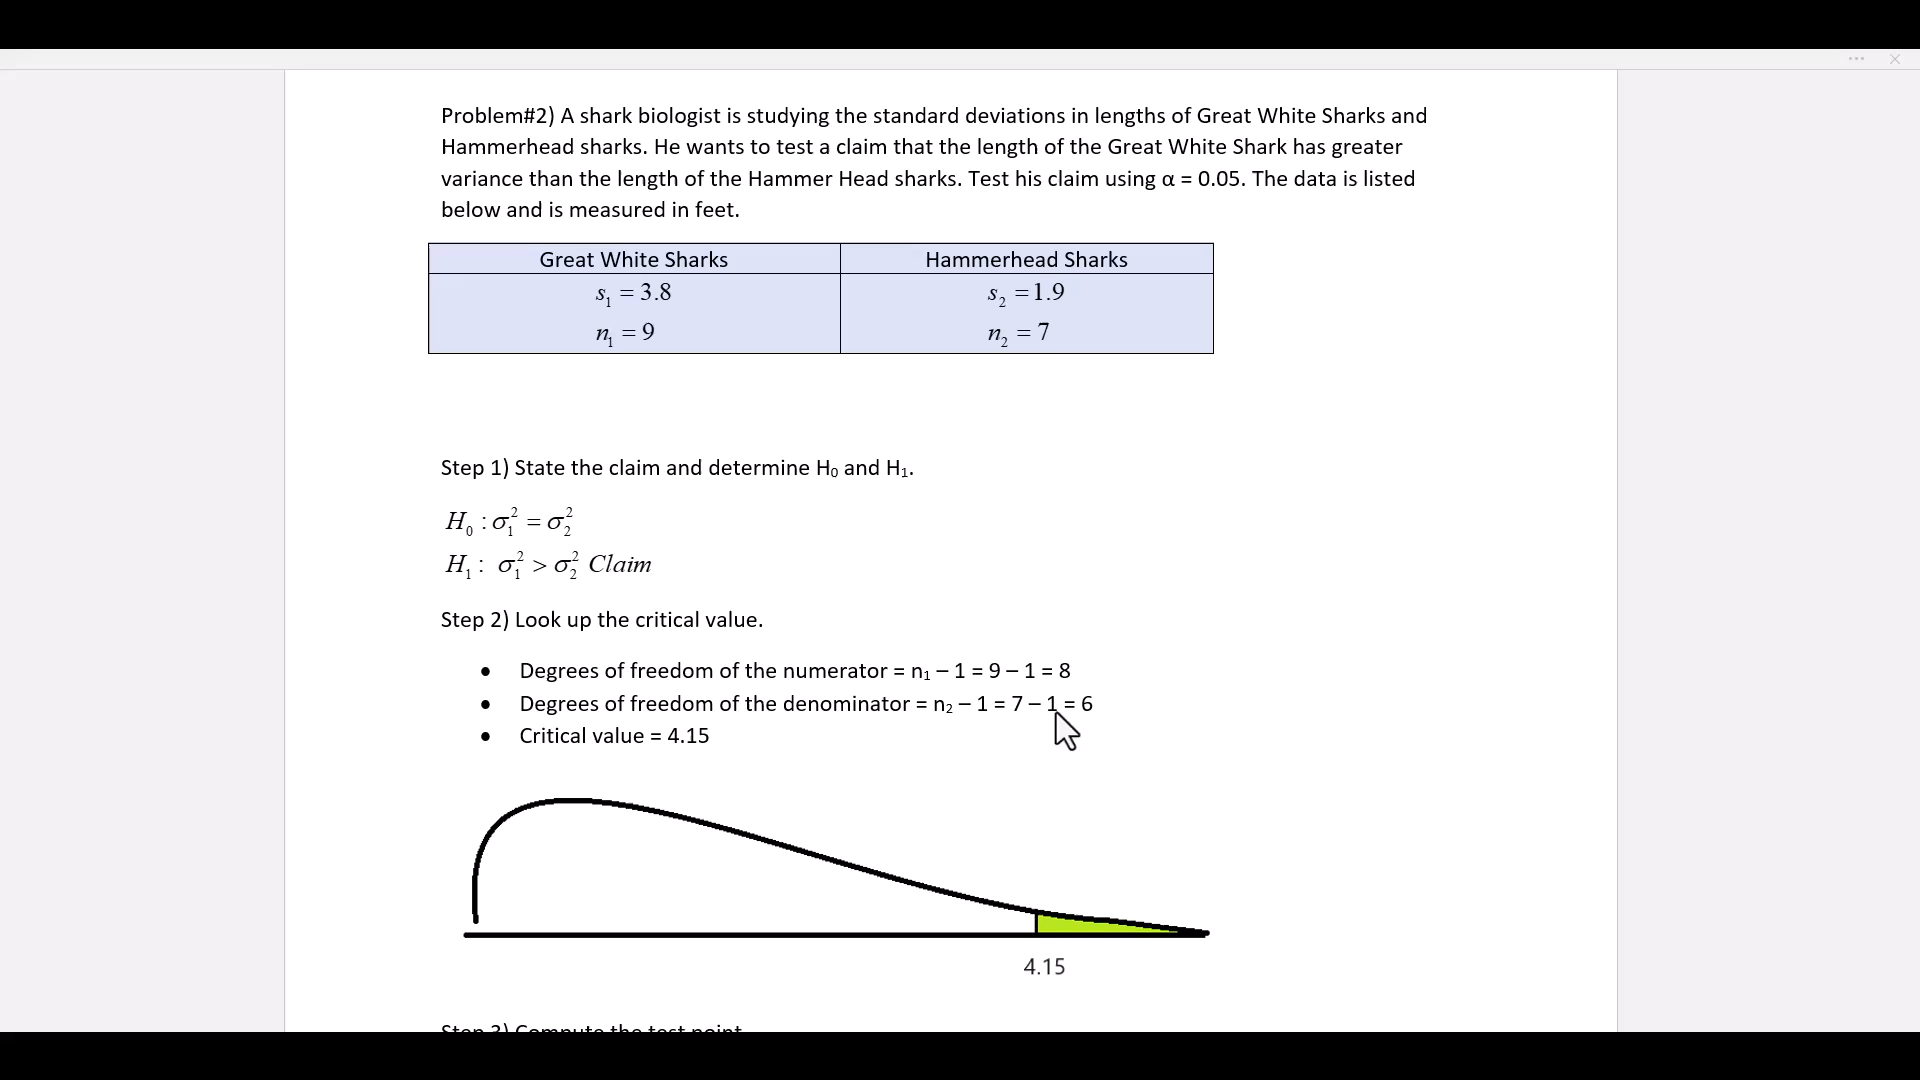 Problem#2) A shark biologist is studying the standard deviations in lengths of Great White Sharks and
Hammerhead sharks. He wants to test a claim that the length of the Great White Shark has greater
variance than the length of the Hammer Head sharks. Test his claim using α = 0.05. The data is listed
below and is measured in feet.
Great White Sharks Hammerhead Sharks
s₁ = 3.8 s₂ = 1.9
n₁ = 9 n₂ = 7
Step 1) State the claim and determine H₀ and H₁.
H₀ : σ₁² = σ₂²
H₁ : σ₁² > σ₂² Claim
Step 2) Look up the critical value.
• Degrees of freedom of the numerator = n₁ – 1 = 9 – 1 = 8
• Degrees of freedom of the denominator = n₂ – 1 = 7 – 1 = 6
• Critical value = 4.15
4.15
Step 3) Compute the test point